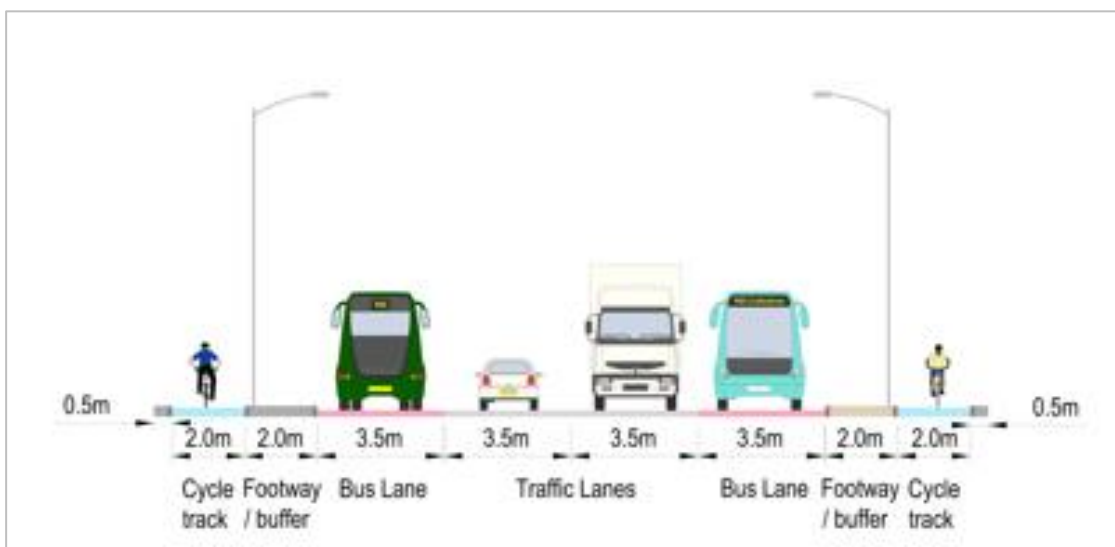 0.5m 2.0m 2.0m 3.5m 3.5m 3.5m 3.5m 2.0m 2.0m 0.5m
Cycle track
Footway / buffer
Bus Lane
Traffic Lanes
Bus Lane
Footway / buffer
Cycle track